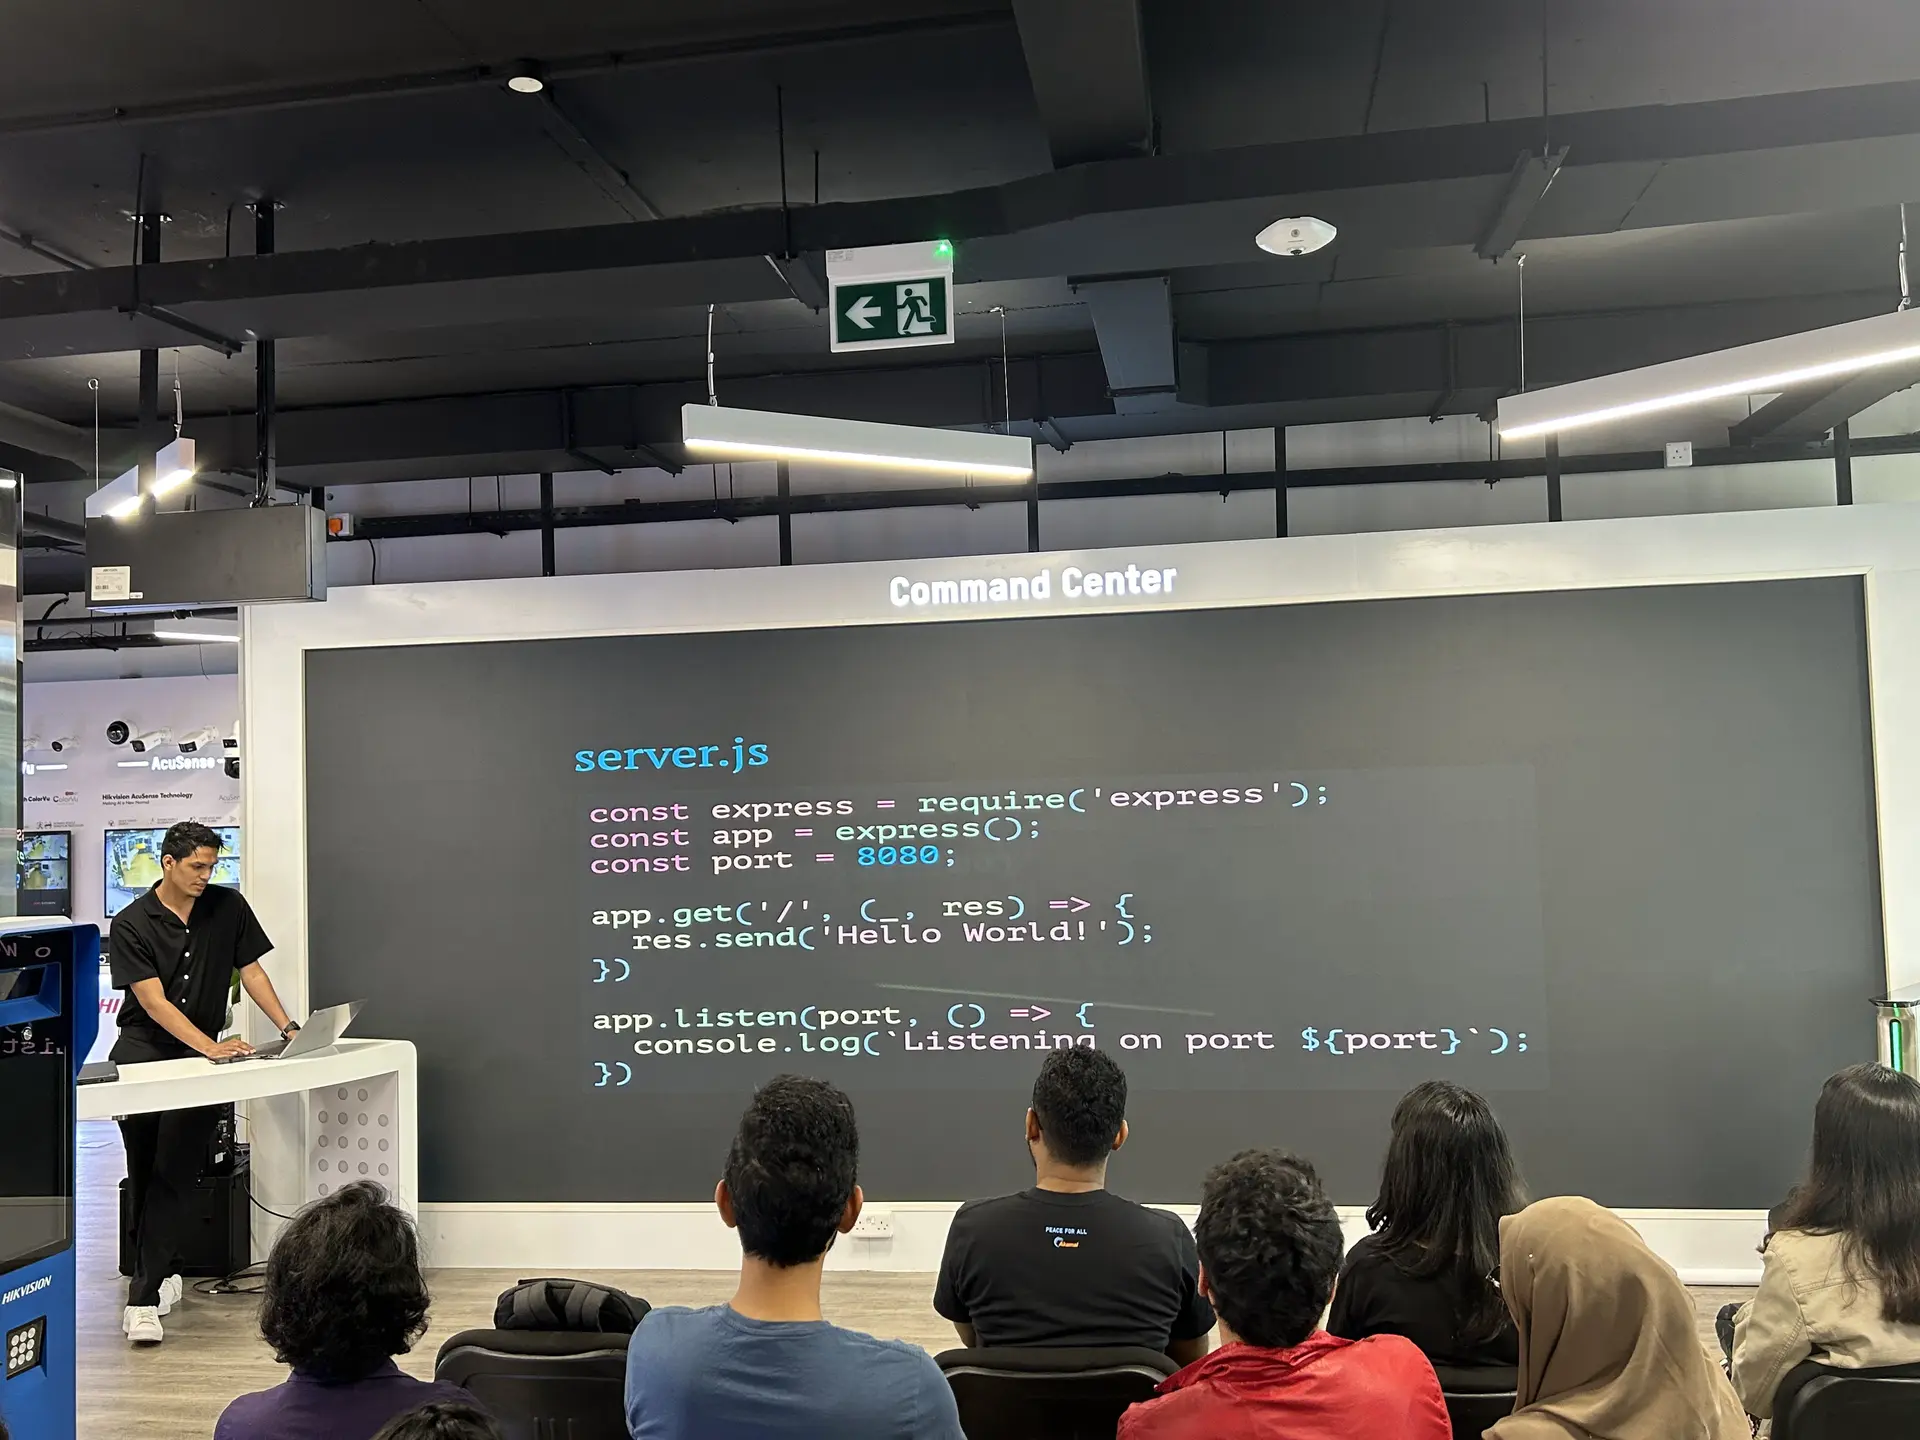 Command Center
server.js
const express = require('express');
const app = express();
const port = 8080;
app.get('/', (_, res) => {
res.send('Hello World!');
})
app.listen(port, () => {
console.log(`Listening on port ${port}`);
})
AcuSense
ColorVu
Hikvision AcuSense Technology
HIKVISION
PEACE FOR ALL
Akamai